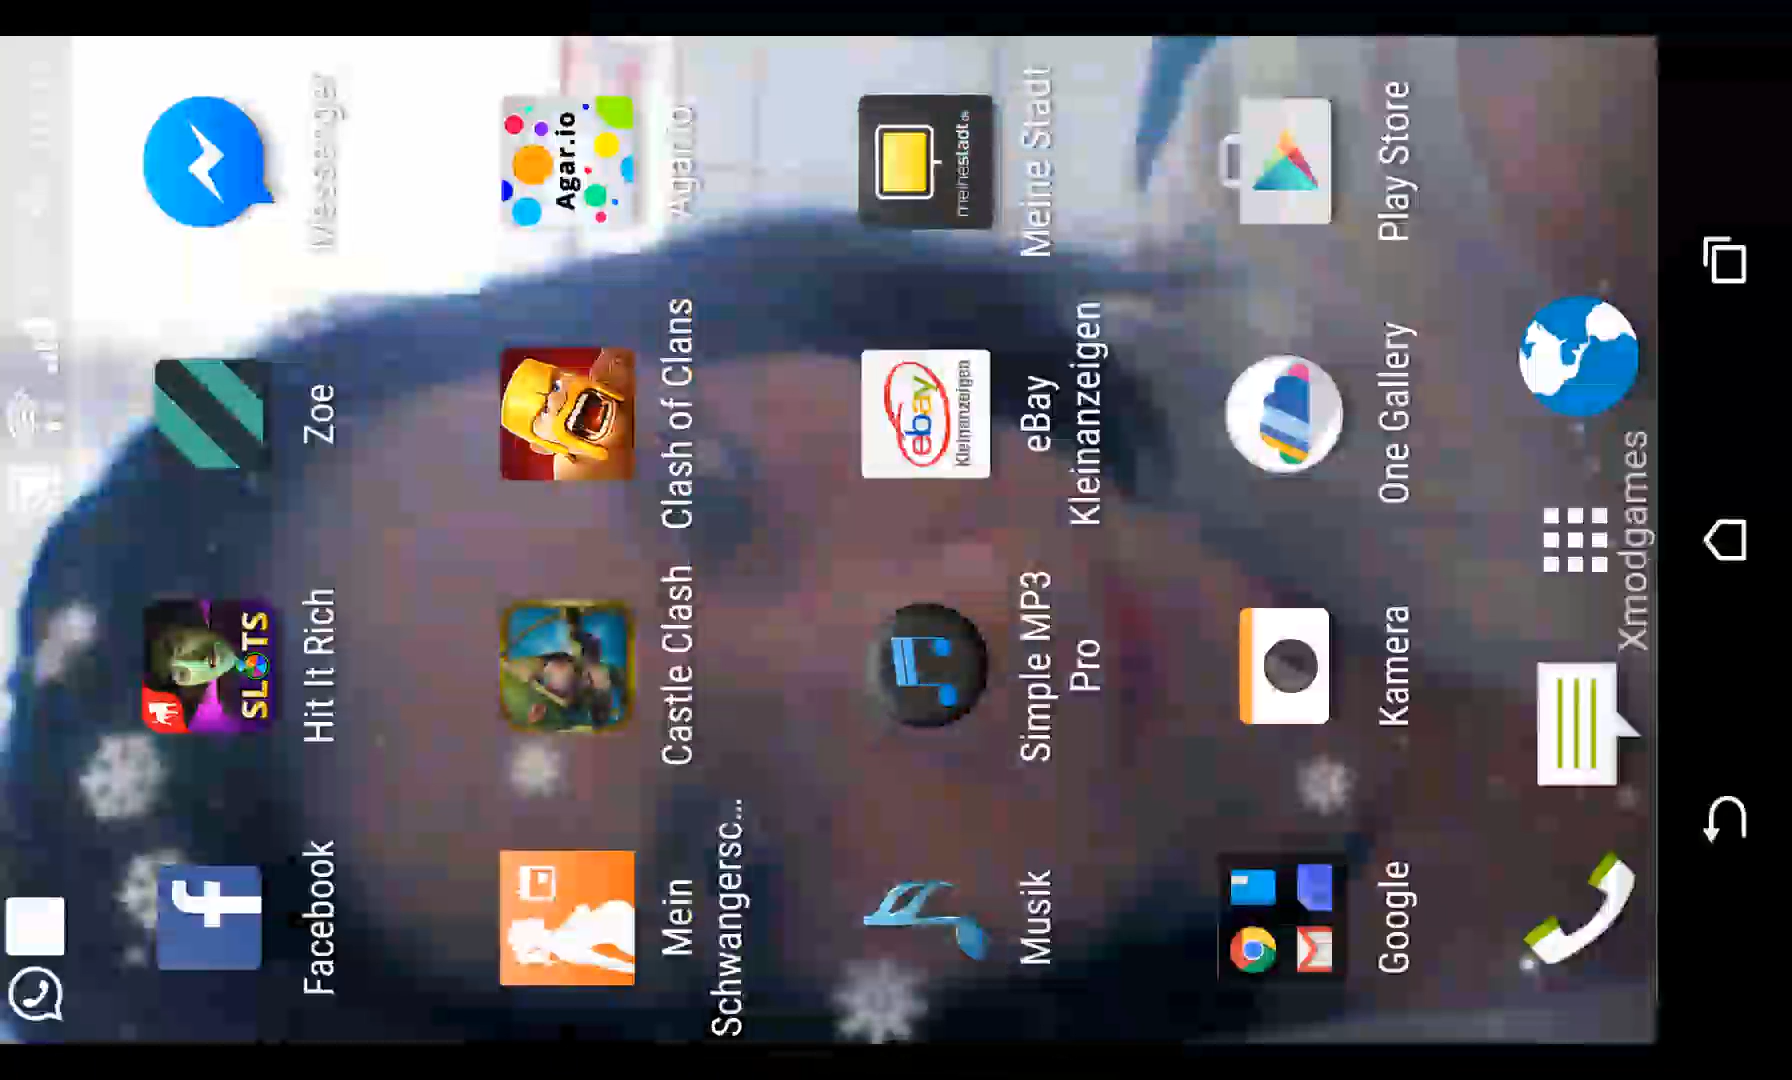 Facebook
Hit It Rich
Zoe
Messenger
SLOTS
Agar.io
Mein
Schwangersc...
Castle Clash
Clash of Clans
Agar.io
meinestadt.de
ebay
Kleinanzeigen
Musik
Simple MP3
Pro
eBay
Kleinanzeigen
Meine Stadt
Google
Kamera
One Gallery
Play Store
Xmodgames